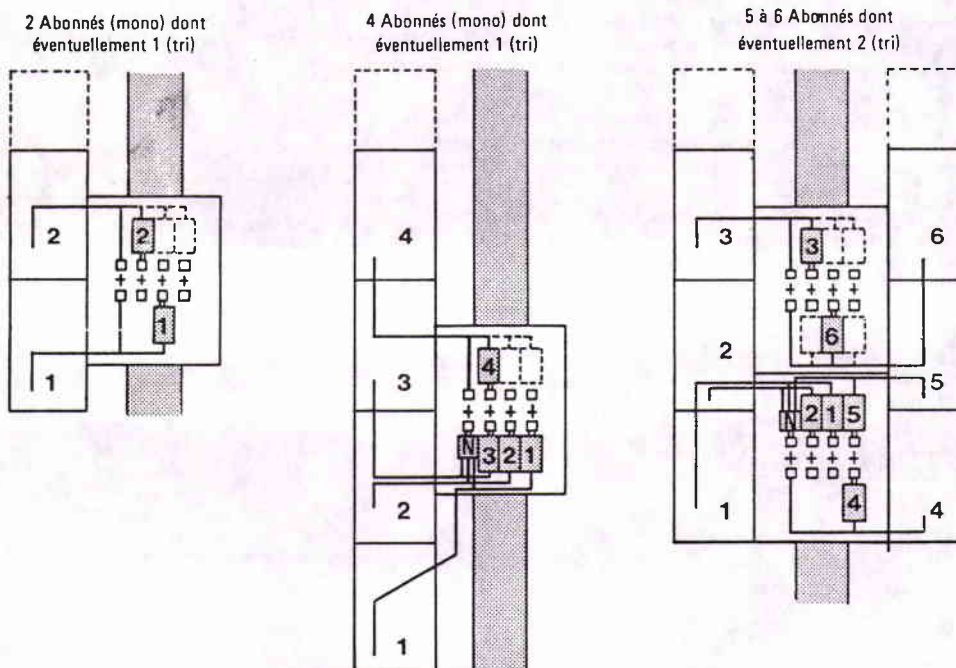 2 Abonnés (mono) dont
éventuellement 1 (tri)
2
2
1
1
4 Abonnés (mono) dont
éventuellement 1 (tri)
4
4
3
N 3 2 1
2
1
5 à 6 Abonnés dont
éventuellement 2 (tri)
3
3
6
6
2
5
N 2 1 5
1
4
4